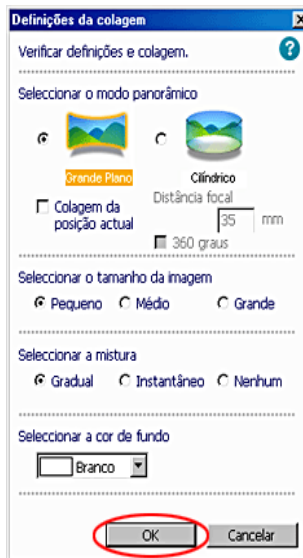 Definições da colagem
Verificar definições e colagem.
?
Seleccionar o modo panorâmico
Grande Plano
Cilíndrico
Colagem da
posição actual
Distância focal
35 mm
360 graus
Seleccionar o tamanho da imagem
Pequeno Médio Grande
Seleccionar a mistura
Gradual Instantâneo Nenhum
Seleccionar a cor de fundo
Branco
OK Cancelar